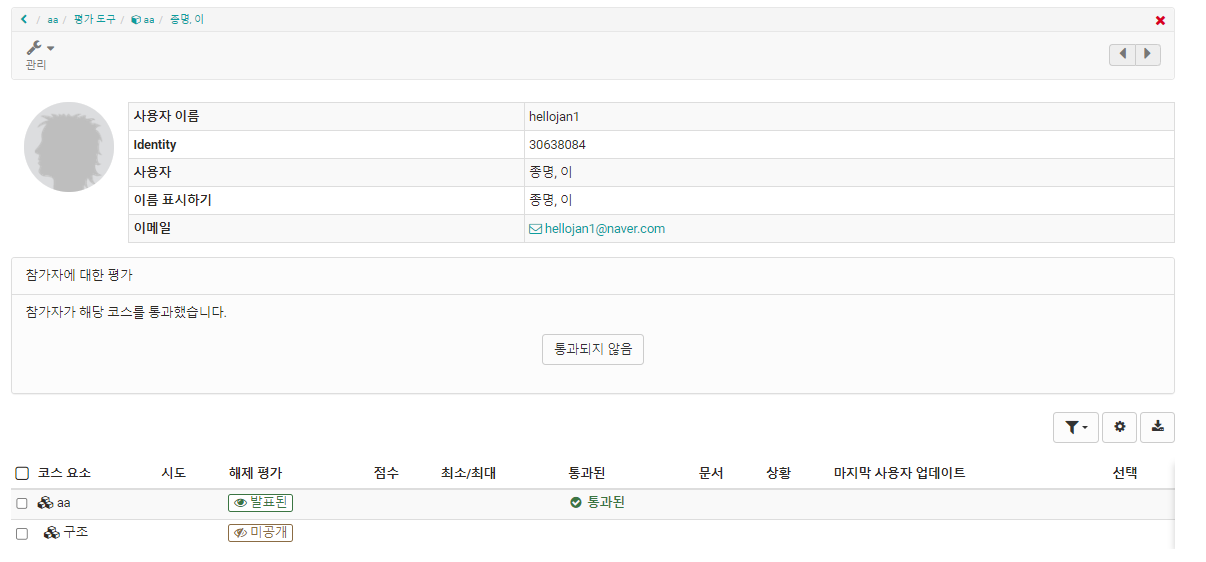 / aa / 평가 도구 / aa / 종명, 이
관리
사용자 이름 hellojan1
Identity 30638084
사용자 종명, 이
이름 표시하기 종명, 이
이메일 hellojan1@naver.com
참가자에 대한 평가
참가자가 해당 코스를 통과했습니다.
통과되지 않음
코스 요소 시도 해제 평가 점수 최소/최대 통과된 문서 상황 마지막 사용자 업데이트 선택
aa 발표된 통과된
구조 미공개